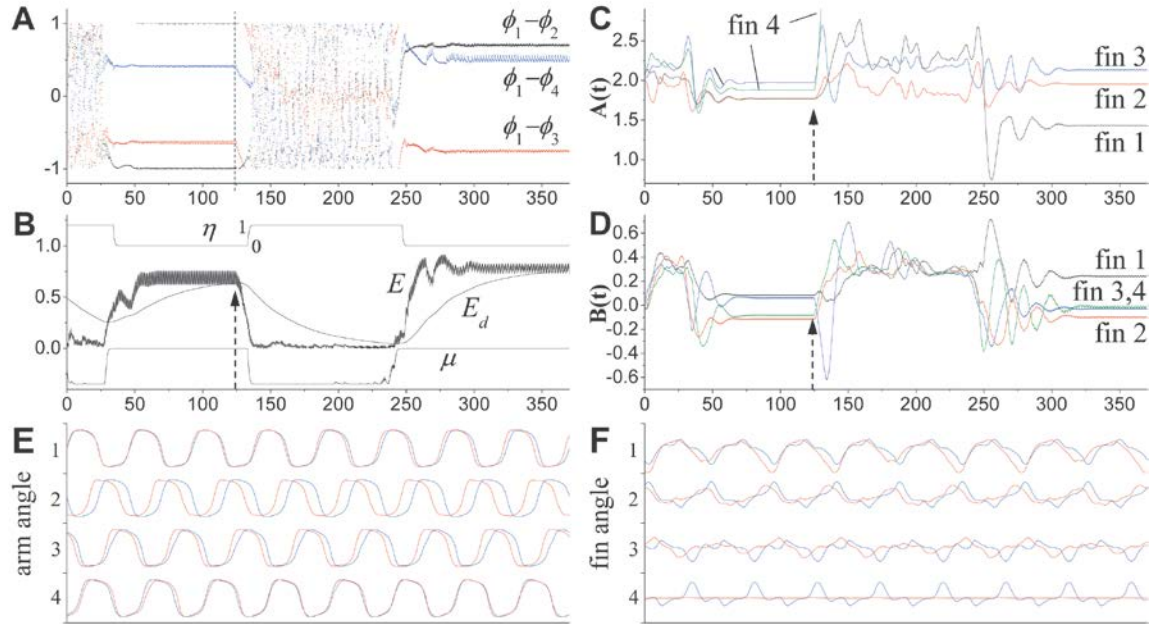 A
1
0
-1
ϕ₁−ϕ₂
ϕ₁−ϕ₄
ϕ₁−ϕ₃
0 50 100 150 200 250 300 350
B
1.0
0.5
0.0
η
1
0
E
E_d
μ
0 50 100 150 200 250 300 350
C
A(t)
2.5
2.0
1.5
1.0
fin 4
fin 3
fin 2
fin 1
0 50 100 150 200 250 300 350
D
B(t)
0.6
0.4
0.2
0.0
-0.2
-0.4
-0.6
fin 1
fin 3,4
fin 2
0 50 100 150 200 250 300 350
E
arm angle
1
2
3
4
F
fin angle
1
2
3
4